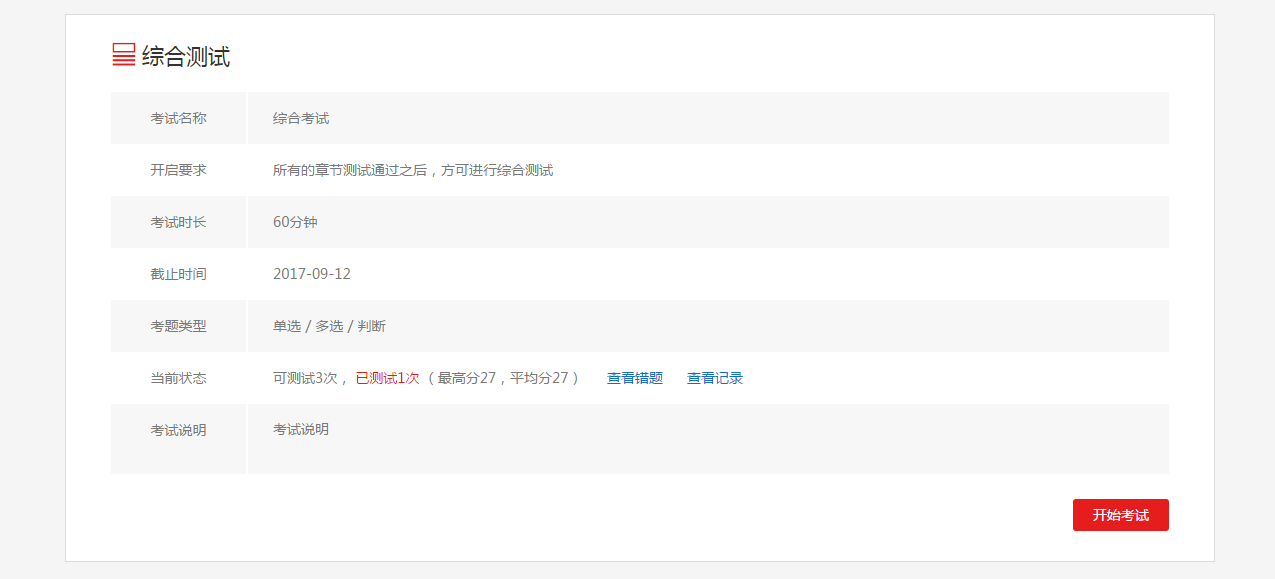 综合测试
考试名称 综合考试
开启要求 所有的章节测试通过之后，方可进行综合测试
考试时长 60分钟
截止时间 2017-09-12
考题类型 单选 / 多选 / 判断
当前状态 可测试3次， 已测试1次（ 最高分27，平均分27 ） 查看错题 查看记录
考试说明 考试说明
开始考试